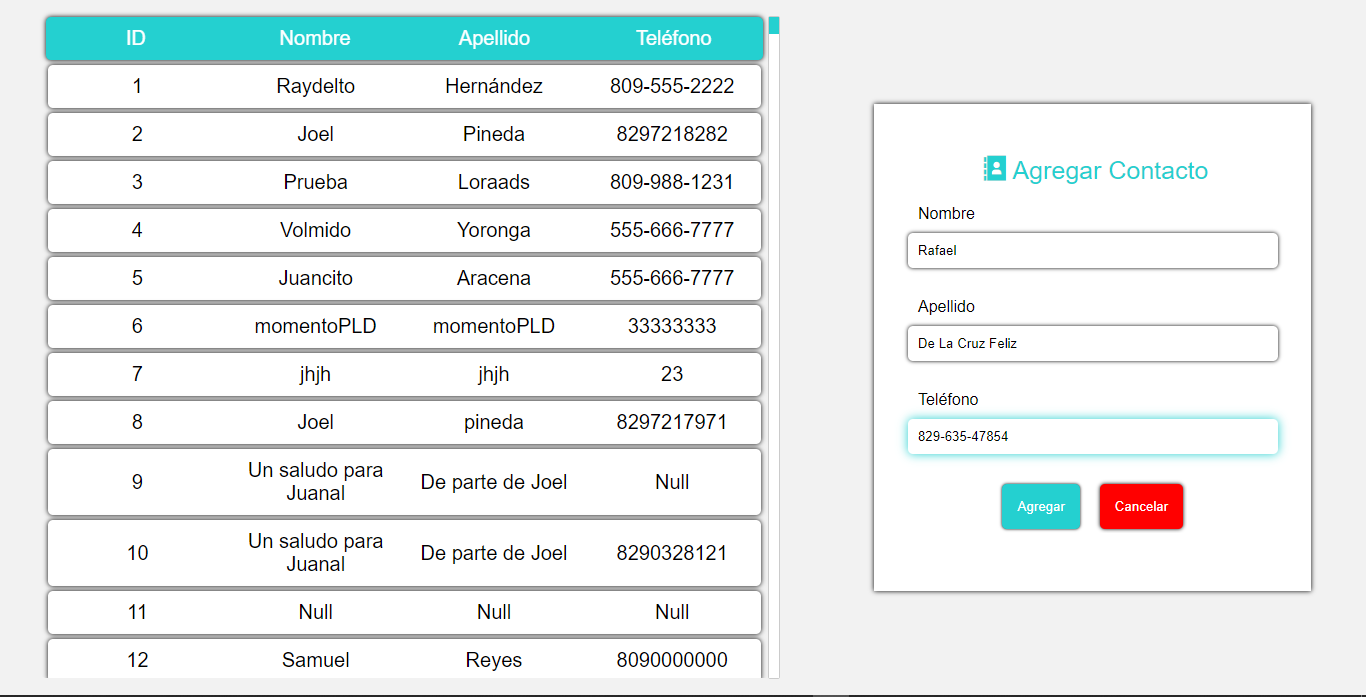 ID Nombre Apellido Teléfono
1 Raydelto Hernández 809-555-2222
2 Joel Pineda 8297218282
3 Prueba Loraads 809-988-1231
4 Volmido Yoronga 555-666-7777
5 Juancito Aracena 555-666-7777
6 momentoPLD momentoPLD 33333333
7 jhjh jhjh 23
8 Joel pineda 8297217971
9 Un saludo para Juanal De parte de Joel Null
10 Un saludo para Juanal De parte de Joel 8290328121
11 Null Null Null
12 Samuel Reyes 8090000000
Agregar Contacto
Nombre
Rafael
Apellido
De La Cruz Feliz
Teléfono
829-635-47854
Agregar Cancelar